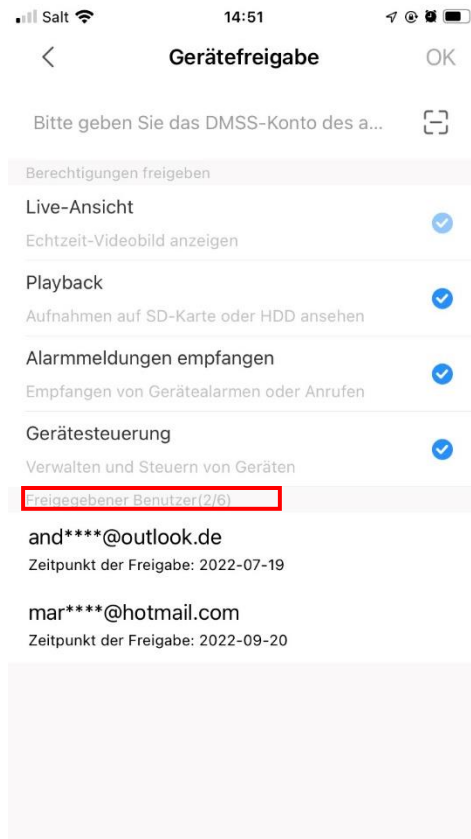 Salt 14:51
Gerätefreigabe OK
Bitte geben Sie das DMSS-Konto des a...
Berechtigungen freigeben
Live-Ansicht
Echtzeit-Videobild anzeigen
Playback
Aufnahmen auf SD-Karte oder HDD ansehen
Alarmmeldungen empfangen
Empfangen von Gerätealarmen oder Anrufen
Gerätesteuerung
Verwalten und Steuern von Geräten
Freigegebener Benutzer(2/6)
and****@outlook.de
Zeitpunkt der Freigabe: 2022-07-19
mar****@hotmail.com
Zeitpunkt der Freigabe: 2022-09-20